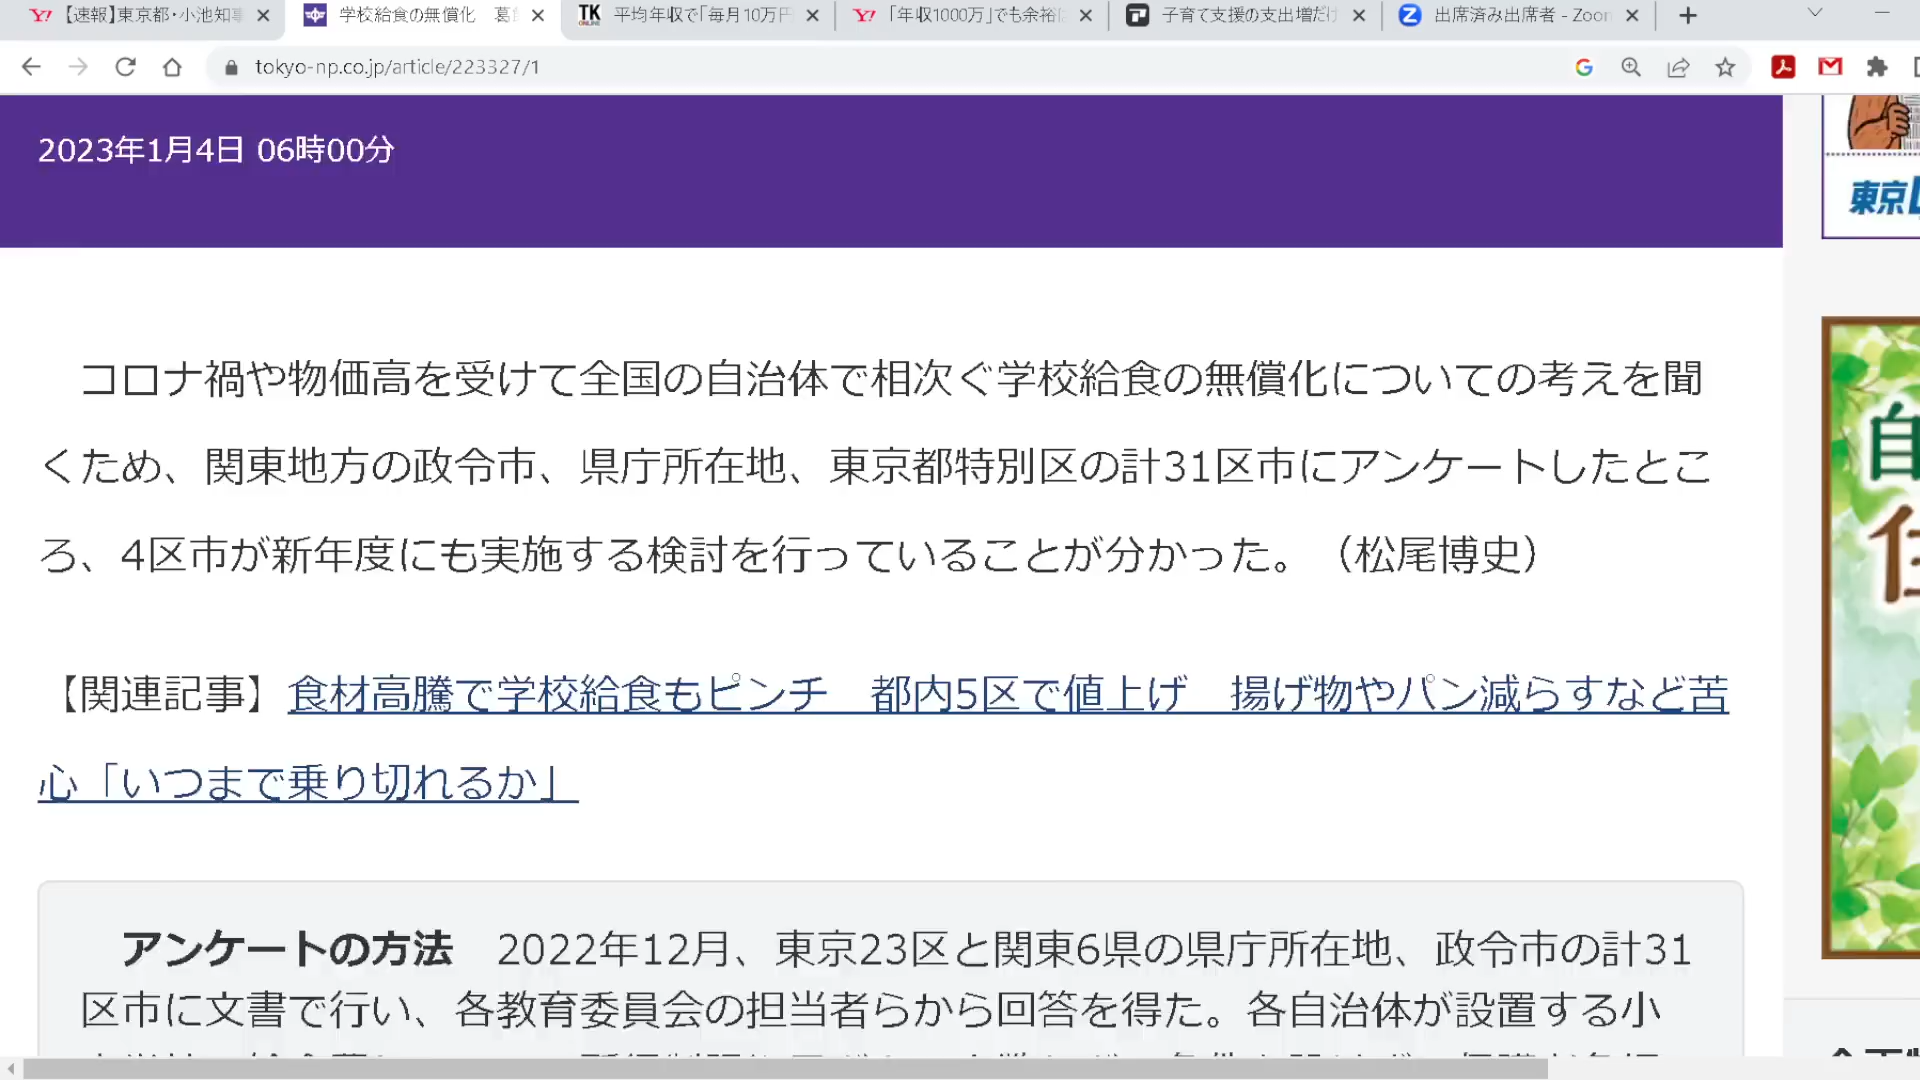 【速報】東京都・小池知事
学校給食の無償化 葛
平均年収で「毎月10万円
「年収1000万」でも余裕
子育て支援の支出増だけ
出席済み出席者 - Zoom
tokyo-np.co.jp/article/223327/1
2023年1月4日 06時00分
東京
コロナ禍や物価高を受けて全国の自治体で相次ぐ学校給食の無償化についての考えを聞
くため、関東地方の政令市、県庁所在地、東京都特別区の計31区市にアンケートしたとこ
ろ、4区市が新年度にも実施する検討を行っていることが分かった。（松尾博史）
【関連記事】食材高騰で学校給食もピンチ 都内5区で値上げ 揚げ物やパン減らすなど苦
心「いつまで乗り切れるか」
自
アンケートの方法 2022年12月、東京23区と関東6県の県庁所在地、政令市の計31
区市に文書で行い、各教育委員会の担当者らから回答を得た。各自治体が設置する小